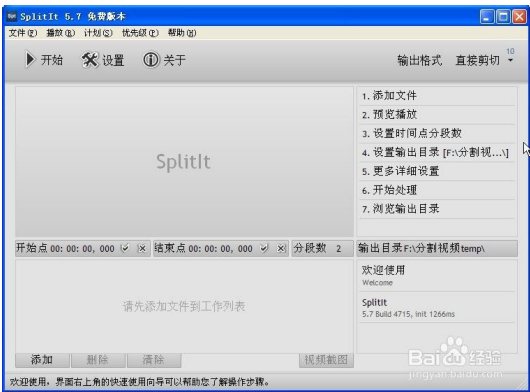 SplitIt 5.7 免费版本
文件(F) 播放(R) 计划(S) 优先级(P) 帮助(H)
开始 设置 关于 输出格式 直接剪切 10
SplitIt
1. 添加文件
2. 预览播放
3. 设置时间点分段数
4. 设置输出目录 [F:\分割视...\]
5. 更多详细设置
6. 开始处理
7. 浏览输出目录
开始点 00: 00: 00, 000 结束点 00: 00: 00, 000 分段数 2 输出目录F:\分割视频temp\
请先添加文件到工作列表
欢迎使用
Welcome
SplitIt
5.7 Build 4715, init 1266ms
添加 删除 清除 视频截图
Baidu 经验
jingyan.baidu.com
欢迎使用，界面右上角的快速使用向导可以帮助您了解操作步骤。